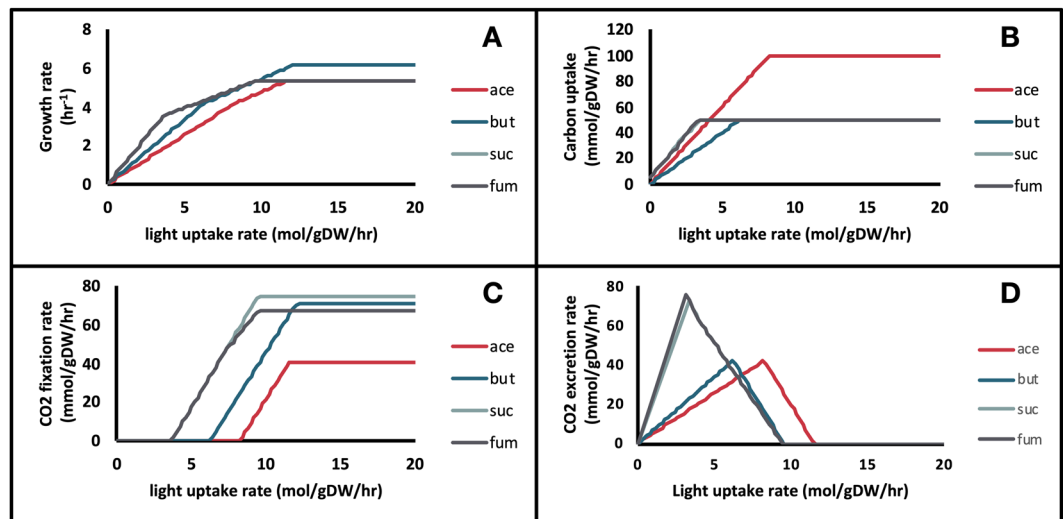 A
8
6
4
2
0
0 5 10 15 20
Growth rate
(hr-1)
light uptake rate (mol/gDW/hr)
ace
but
suc
fum
B
120
100
80
60
40
20
0
0 5 10 15 20
Carbon uptake
(mmol/gDW/hr)
light uptake rate (mol/gDW/hr)
ace
but
suc
fum
C
80
60
40
20
0
0 5 10 15 20
CO2 fixation rate
(mmol/gDW/hr)
light uptake rate (mol/gDW/hr)
ace
but
suc
fum
D
80
60
40
20
0
0 5 10 15 20
CO2 excretion rate
(mmol/gDW/hr)
Light uptake rate (mol/gDW/hr)
ace
but
suc
fum